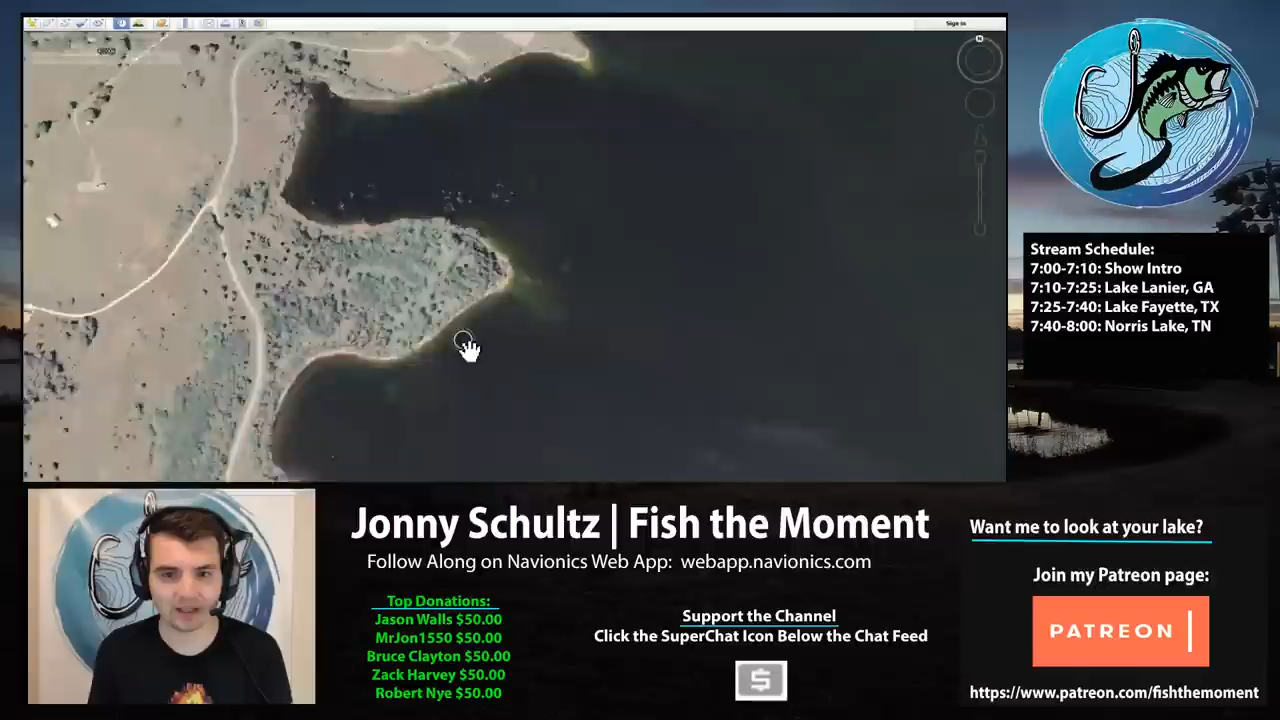 Sign in
N
Stream Schedule:
7:00-7:10: Show Intro
7:10-7:25: Lake Lanier, GA
7:25-7:40: Lake Fayette, TX
7:40-8:00: Norris Lake, TN
Jonny Schultz | Fish the Moment
Follow Along on Navionics Web App: webapp.navionics.com
Top Donations:
Jason Walls $50.00
MrJon1550 $50.00
Bruce Clayton $50.00
Zack Harvey $50.00
Robert Nye $50.00
Support the Channel
Click the SuperChat Icon Below the Chat Feed
$
Want me to look at your lake?
Join my Patreon page:
PATREON
https://www.patreon.com/fishthemoment